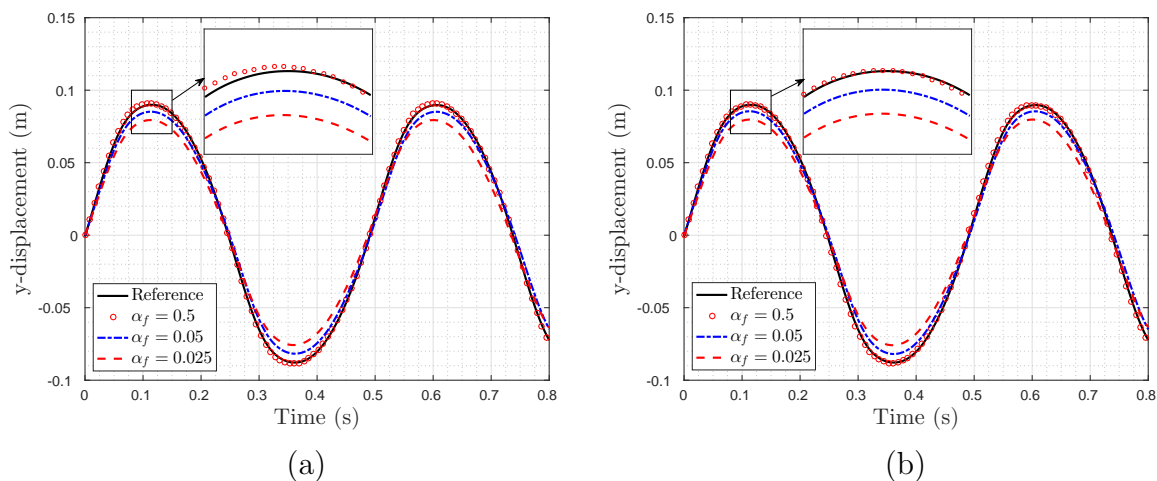 0.15
0.1
0.05
0
-0.05
-0.1
y-displacement (m)
Reference
α_f = 0.5
α_f = 0.05
α_f = 0.025
0 0.1 0.2 0.3 0.4 0.5 0.6 0.7 0.8
Time (s)
(a)
0.15
0.1
0.05
0
-0.05
-0.1
y-displacement (m)
Reference
α_f = 0.5
α_f = 0.05
α_f = 0.025
0 0.1 0.2 0.3 0.4 0.5 0.6 0.7 0.8
Time (s)
(b)